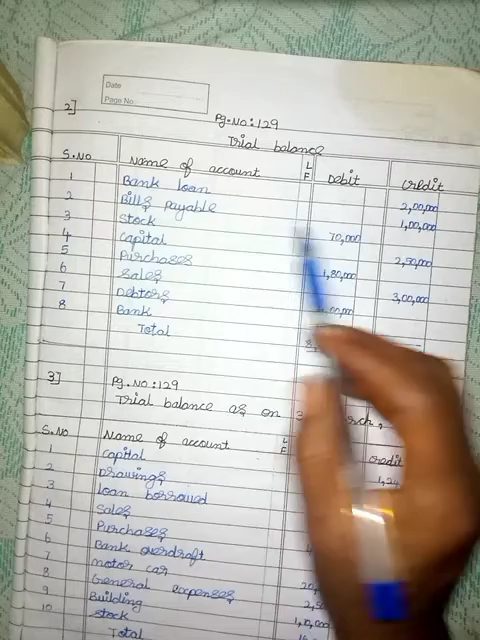 Date
Page No:
2]
Pg.No:129
Trial balance
S.No Name of account LF Debit credit
1 Bank loan 2,00,000
2 Bills payable 1,00,000
3 Stock 70,000
4 capital 2,50,000
5 Purchases 1,80,000
6 Sales 3,00,000
7 Debtors
8 Bank
Total
3]
Pg.No:129
Trial balance as on
S.No Name of account LF credit
1 capital 1,24
2 Drawings
3 Loan borrowed
4 Sales
5 Purchases
6 Bank overdraft
7 motor car
8 General expenses
9 Building
10 Stock
Total